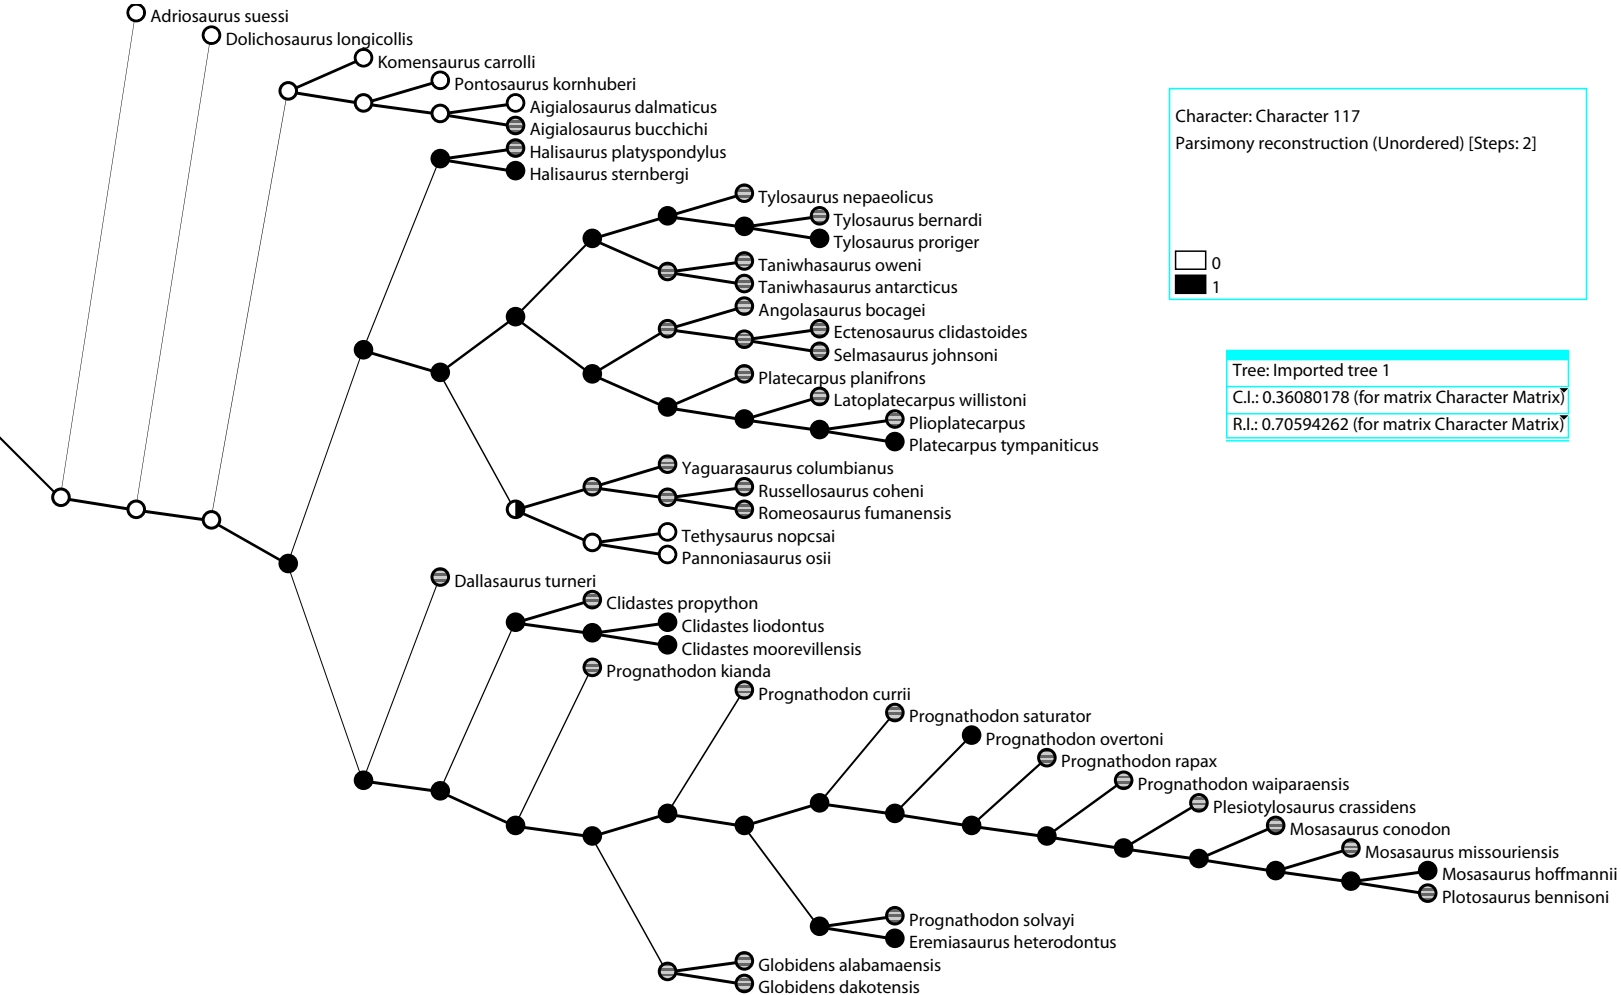 Adriosaurus suessi
Dolichosaurus longicollis
Komensaurus carrolli
Pontosaurus kornhuberi
Aigialosaurus dalmaticus
Aigialosaurus bucchichi
Halisaurus platyspondylus
Halisaurus sternbergi
Tylosaurus nepaeolicus
Tylosaurus bernardi
Tylosaurus proriger
Taniwhasaurus oweni
Taniwhasaurus antarcticus
Angolasaurus bocagei
Ectenosaurus clidastoides
Selmasaurus johnsoni
Platecarpus planifrons
Latoplatecarpus willistoni
Plioplatecarpus
Platecarpus tympaniticus
Yaguarasaurus columbianus
Russellosaurus coheni
Romeosaurus fumanensis
Tethysaurus nopcsai
Pannoniasaurus osii
Dallasaurus turneri
Clidastes propython
Clidastes liodontus
Clidastes moorevillensis
Prognathodon kianda
Prognathodon currii
Prognathodon saturator
Prognathodon overtoni
Prognathodon rapax
Prognathodon waiparaensis
Plesiotylosaurus crassidens
Mosasaurus conodon
Mosasaurus missouriensis
Mosasaurus hoffmannii
Plotosaurus bennisoni
Prognathodon solvayi
Eremiasaurus heterodontus
Globidens alabamaensis
Globidens dakotensis
Character: Character 117
Parsimony reconstruction (Unordered) [Steps: 2]
0
1
Tree: Imported tree 1
C.I.: 0.36080178 (for matrix Character Matrix)
R.I.: 0.70594262 (for matrix Character Matrix)